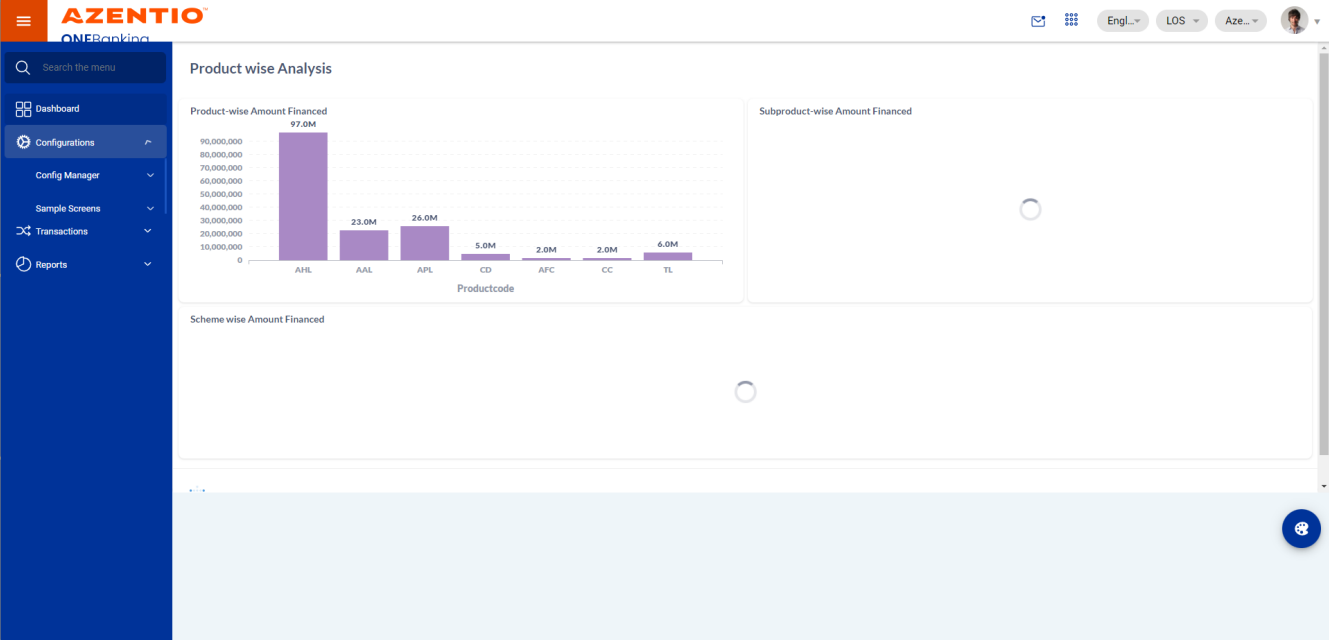 AZENTIO
ONEBanking
Engl...
LOS
Aze...
Search the menu
Dashboard
Configurations
Config Manager
Sample Screens
Transactions
Reports
Product wise Analysis
Product-wise Amount Financed
97.0M
90,000,000
80,000,000
70,000,000
60,000,000
50,000,000
40,000,000
30,000,000
20,000,000
10,000,000
0
23.0M
26.0M
5.0M
2.0M
2.0M
6.0M
AHL
AAL
APL
CD
AFC
CC
TL
Productcode
Subproduct-wise Amount Financed
Scheme wise Amount Financed